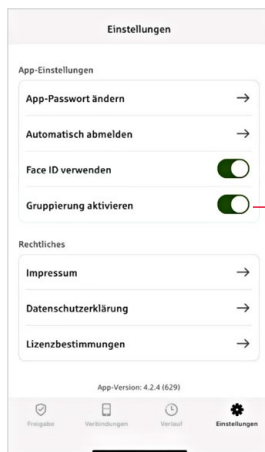 Einstellungen
App-Einstellungen
App-Passwort ändern
Automatisch abmelden
Face ID verwenden
Gruppierung aktivieren
Rechtliches
Impressum
Datenschutzerklärung
Lizenzbestimmungen
App-Version: 4.2.4 (629)
Freigabe Verbindungen Verlauf Einstellungen